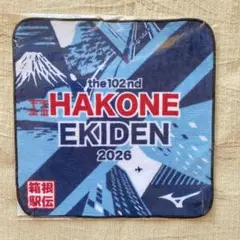 the 102nd
HAKONE
EKIDEN
2026
箱根
駅伝